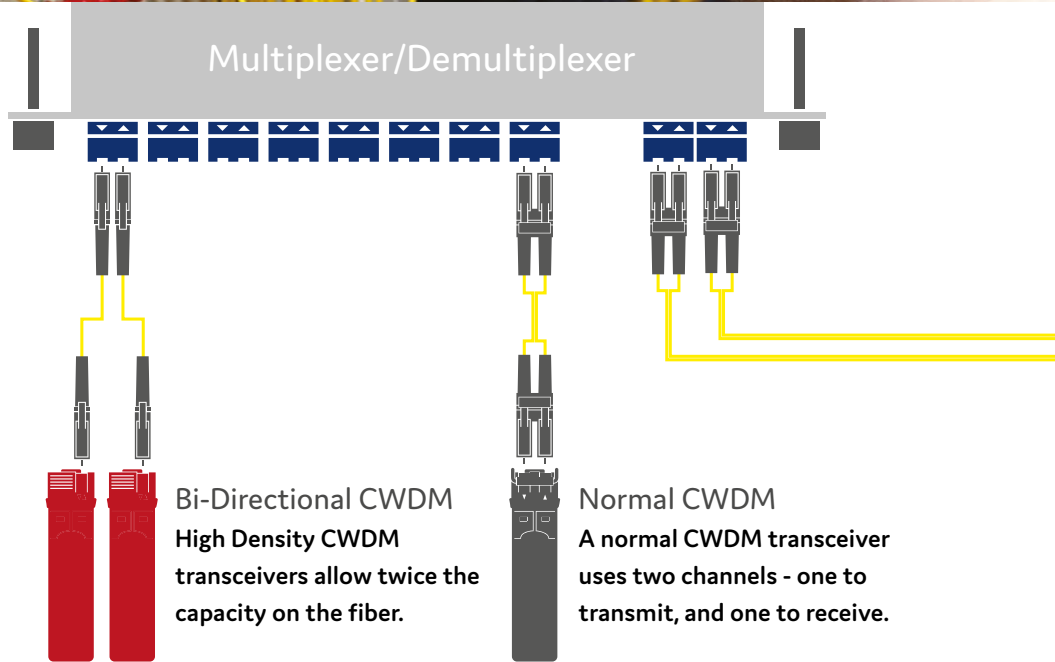 Multiplexer/Demultiplexer
Bi-Directional CWDM
High Density CWDM
transceivers allow twice the
capacity on the fiber.
Normal CWDM
A normal CWDM transceiver
uses two channels - one to
transmit, and one to receive.